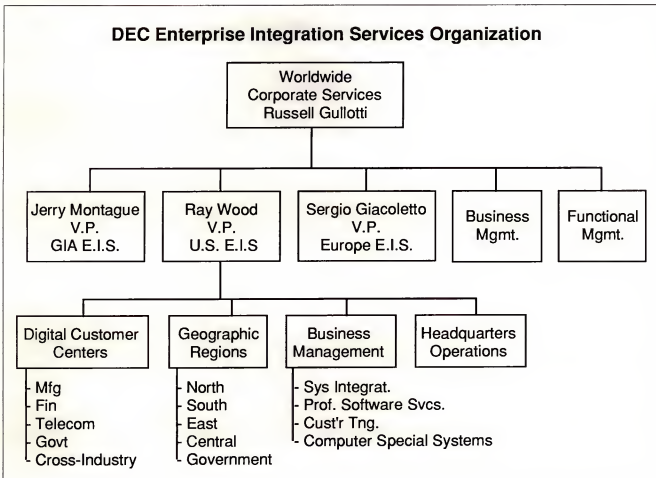 DEC Enterprise Integration Services Organization
Worldwide
Corporate Services
Russell Gullotti
Jerry Montague
V.P.
GIA E.I.S.
Ray Wood
V.P.
U.S. E.I.S
Sergio Giacoletto
V.P.
Europe E.I.S.
Business
Mgmt.
Functional
Mgmt.
Digital Customer
Centers
- Mfg
- Fin
- Telecom
- Govt
- Cross-Industry
Geographic
Regions
- North
- South
- East
- Central
- Government
Business
Management
- Sys Integrat.
- Prof. Software Svcs.
- Cust'r Tng.
- Computer Special Systems
Headquarters
Operations